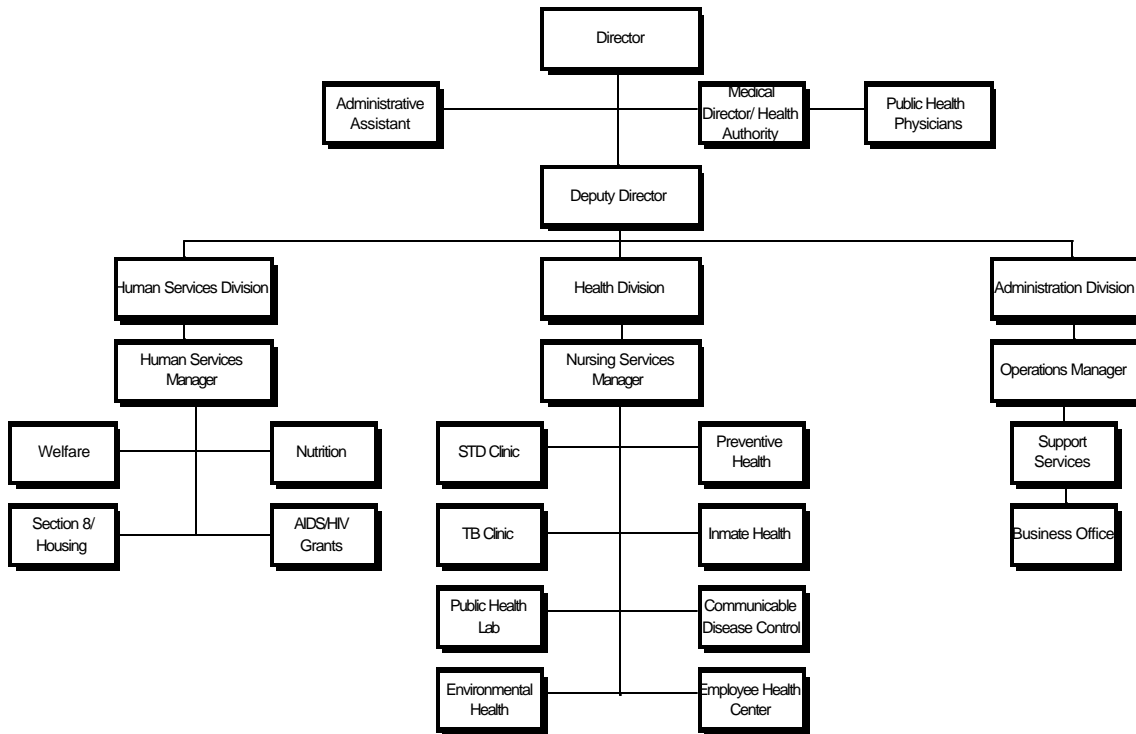 Director
Administrative
Assistant
Medical
Director/ Health
Authority
Public Health
Physicians
Deputy Director
Human Services Division
Health Division
Administration Division
Human Services
Manager
Nursing Services
Manager
Operations Manager
Welfare
Nutrition
STD Clinic
Preventive
Health
Support
Services
Section 8/
Housing
AIDS/HIV
Grants
TB Clinic
Inmate Health
Business Office
Public Health
Lab
Communicable
Disease Control
Environmental
Health
Employee Health
Center